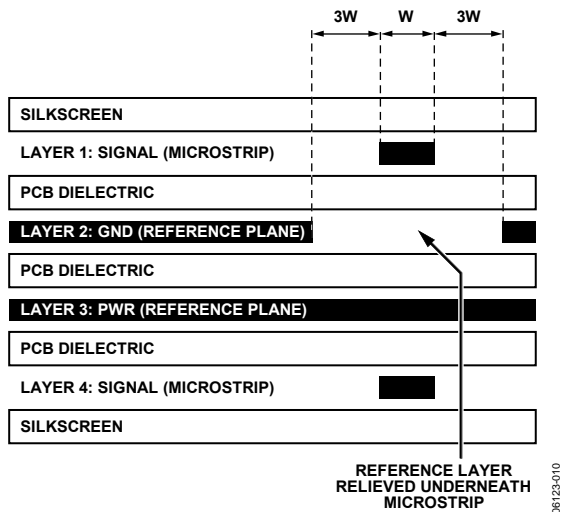 3W W 3W
SILKSCREEN
LAYER 1: SIGNAL (MICROSTRIP)
PCB DIELECTRIC
LAYER 2: GND (REFERENCE PLANE)
PCB DIELECTRIC
LAYER 3: PWR (REFERENCE PLANE)
PCB DIELECTRIC
LAYER 4: SIGNAL (MICROSTRIP)
SILKSCREEN
REFERENCE LAYER
RELIEVED UNDERNEATH
MICROSTRIP
06123-010